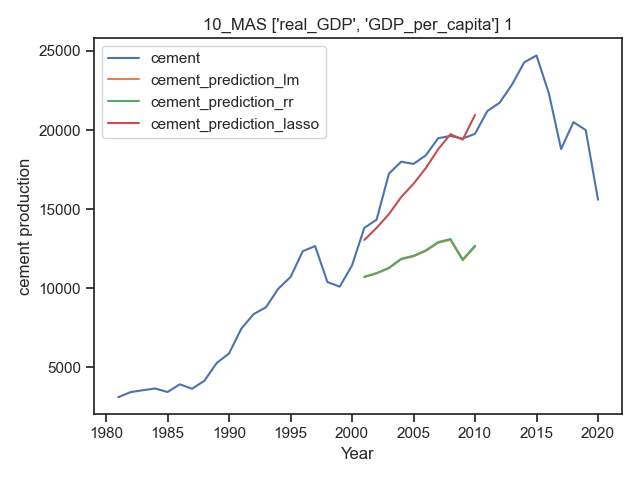 10_MAS ['real_GDP', 'GDP_per_capita'] 1
cement
cement_prediction_lm
cement_prediction_rr
cement_prediction_lasso
cement production
25000
20000
15000
10000
5000
1980 1985 1990 1995 2000 2005 2010 2015 2020
Year